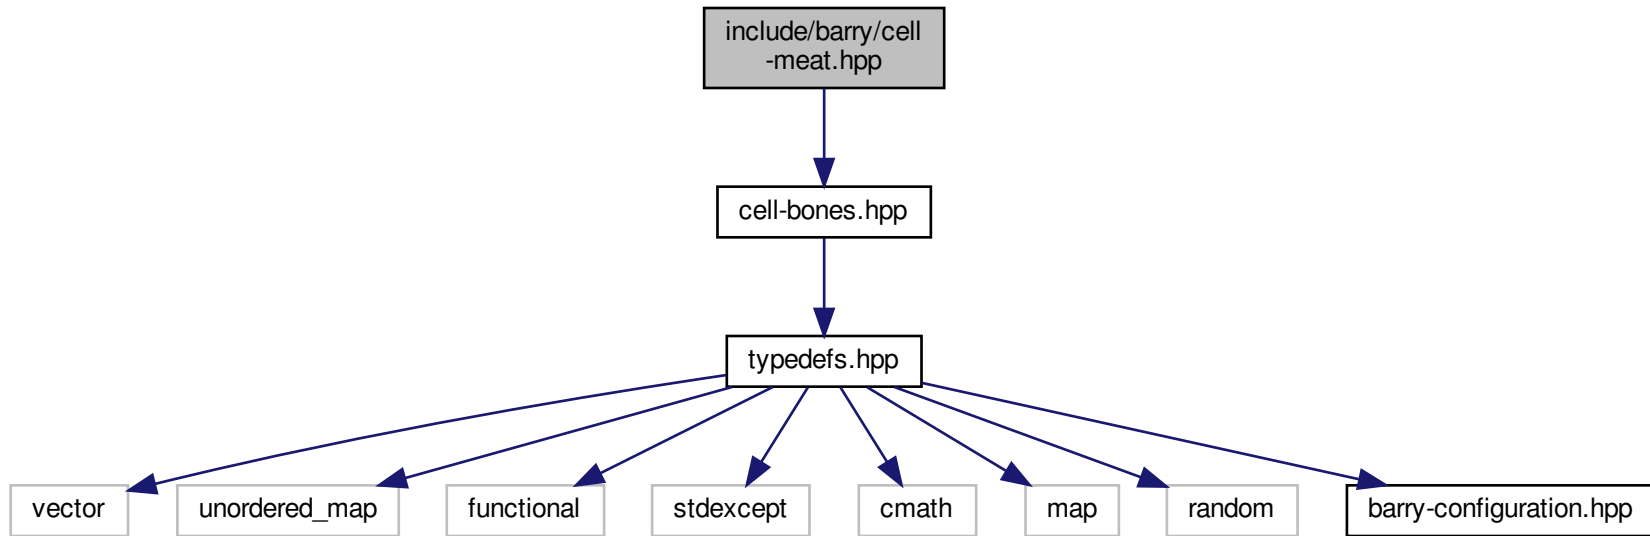 include/barry/cell
-meat.hpp
cell-bones.hpp
typedefs.hpp
vector
unordered_map
functional
stdexcept
cmath
map
random
barry-configuration.hpp